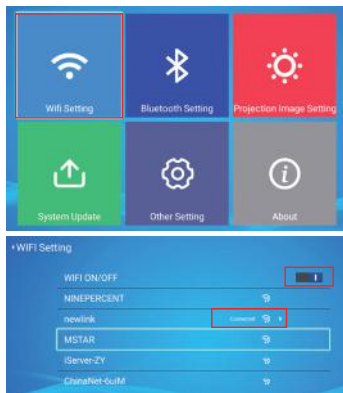 Wifi Setting
Bluetooth Setting
Projection Image Setting
System Update
Other Setting
About
WIFI Setting
WIFI ON/OFF
NINEPERCENT
newlink Connected
MSTAR
iServer-ZY
ChinaNet-6uiM